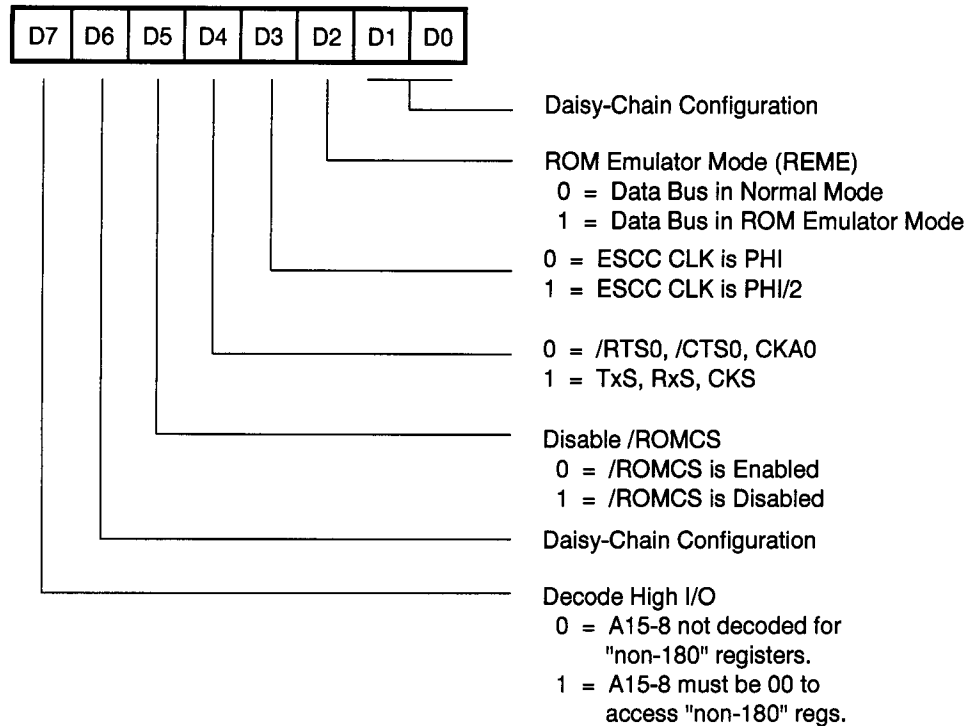 D7 D6 D5 D4 D3 D2 D1 D0
Daisy-Chain Configuration
ROM Emulator Mode (REME)
0 = Data Bus in Normal Mode
1 = Data Bus in ROM Emulator Mode
0 = ESCC CLK is PHI
1 = ESCC CLK is PHI/2
0 = /RTS0, /CTS0, CKA0
1 = TxS, RxS, CKS
Disable /ROMCS
0 = /ROMCS is Enabled
1 = /ROMCS is Disabled
Daisy-Chain Configuration
Decode High I/O
0 = A15-8 not decoded for
"non-180" registers.
1 = A15-8 must be 00 to
access "non-180" regs.